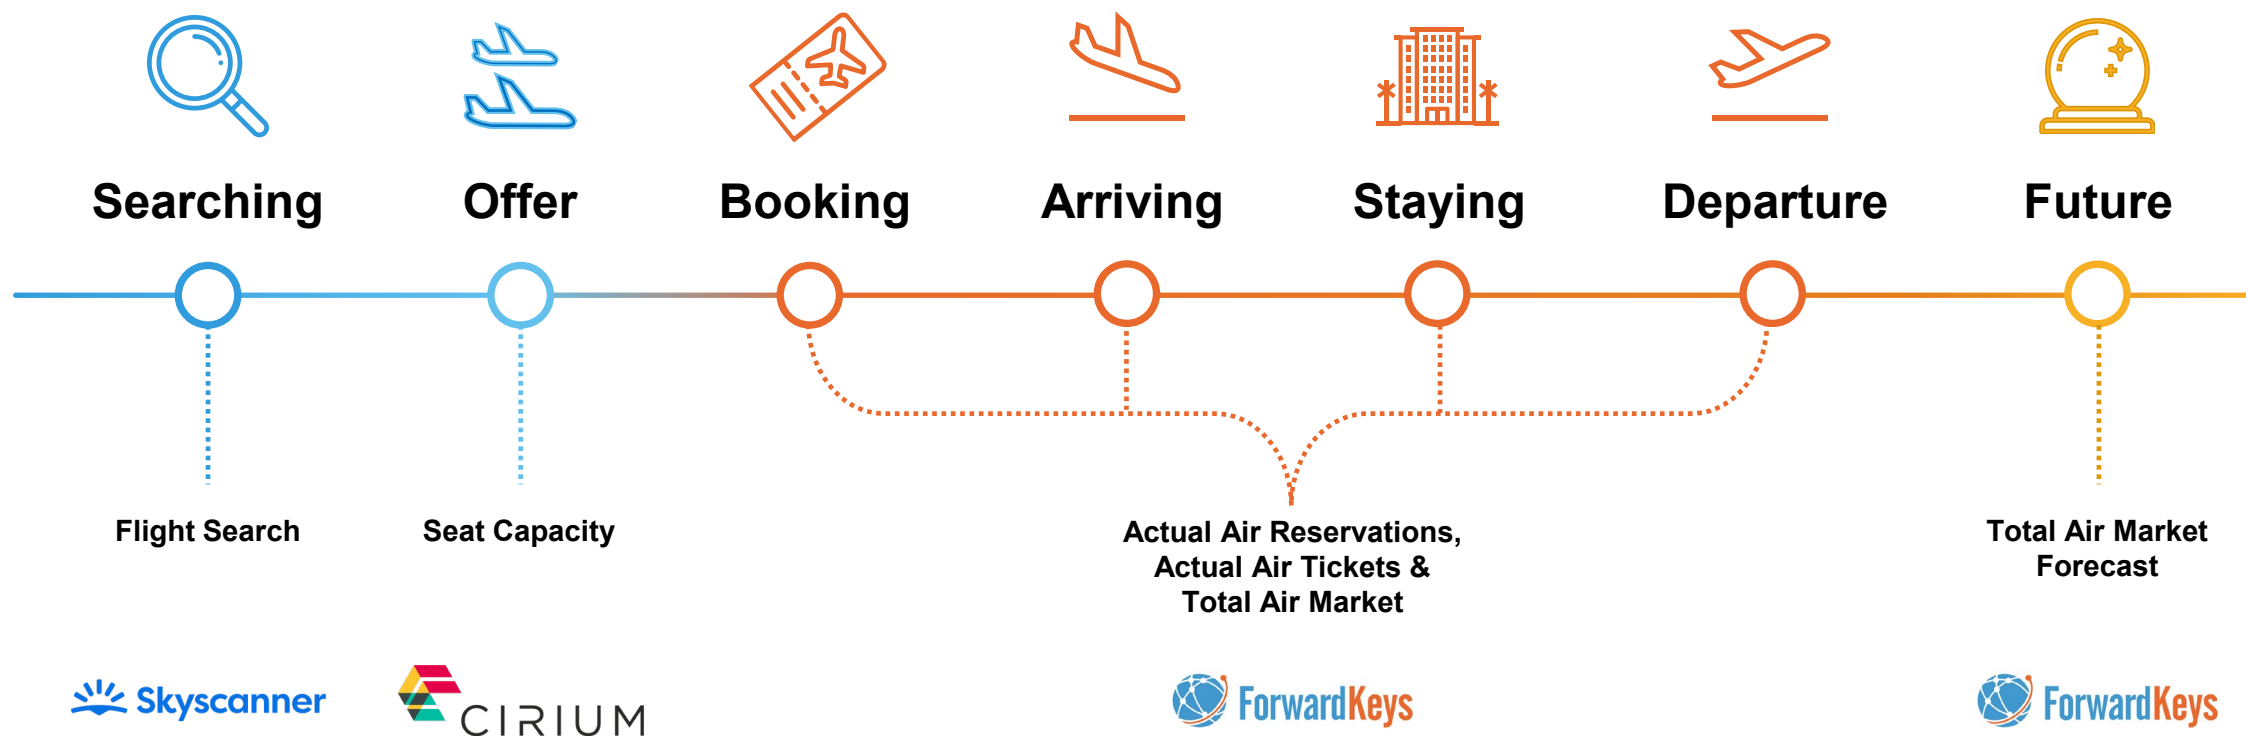 Searching
Offer
Booking
Arriving
Staying
Departure
Future
Flight Search
Seat Capacity
Actual Air Reservations,
Actual Air Tickets &
Total Air Market
Total Air Market
Forecast
Skyscanner
CIRIUM
ForwardKeys
ForwardKeys